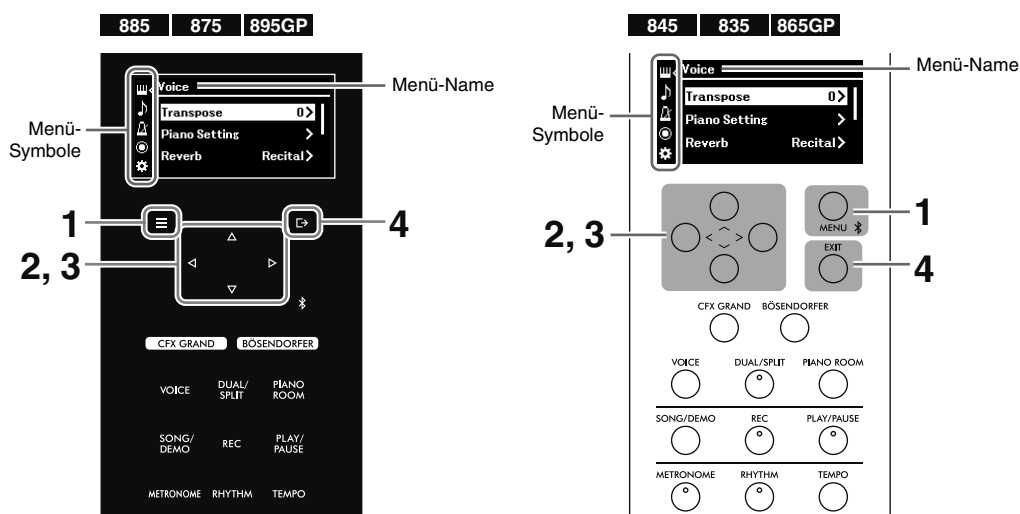 885 875 895GP
Voice
Menü-Name
Transpose 0
Piano Setting
Reverb Recital
Menü-
Symbole
1
4
2, 3
CFX GRAND BÖSENDORFER
VOICE DUAL/
SPLIT PIANO
ROOM
SONG/
DEMO REC PLAY/
PAUSE
METRONOME RHYTHM TEMPO
845 835 865GP
Voice
Menü-Name
Transpose 0
Piano Setting
Reverb Recital
Menü-
Symbole
1
MENU
2, 3
EXIT
4
CFX GRAND BÖSENDORFER
VOICE DUAL/SPLIT PIANO ROOM
SONG/DEMO REC PLAY/PAUSE
METRONOME RHYTHM TEMPO